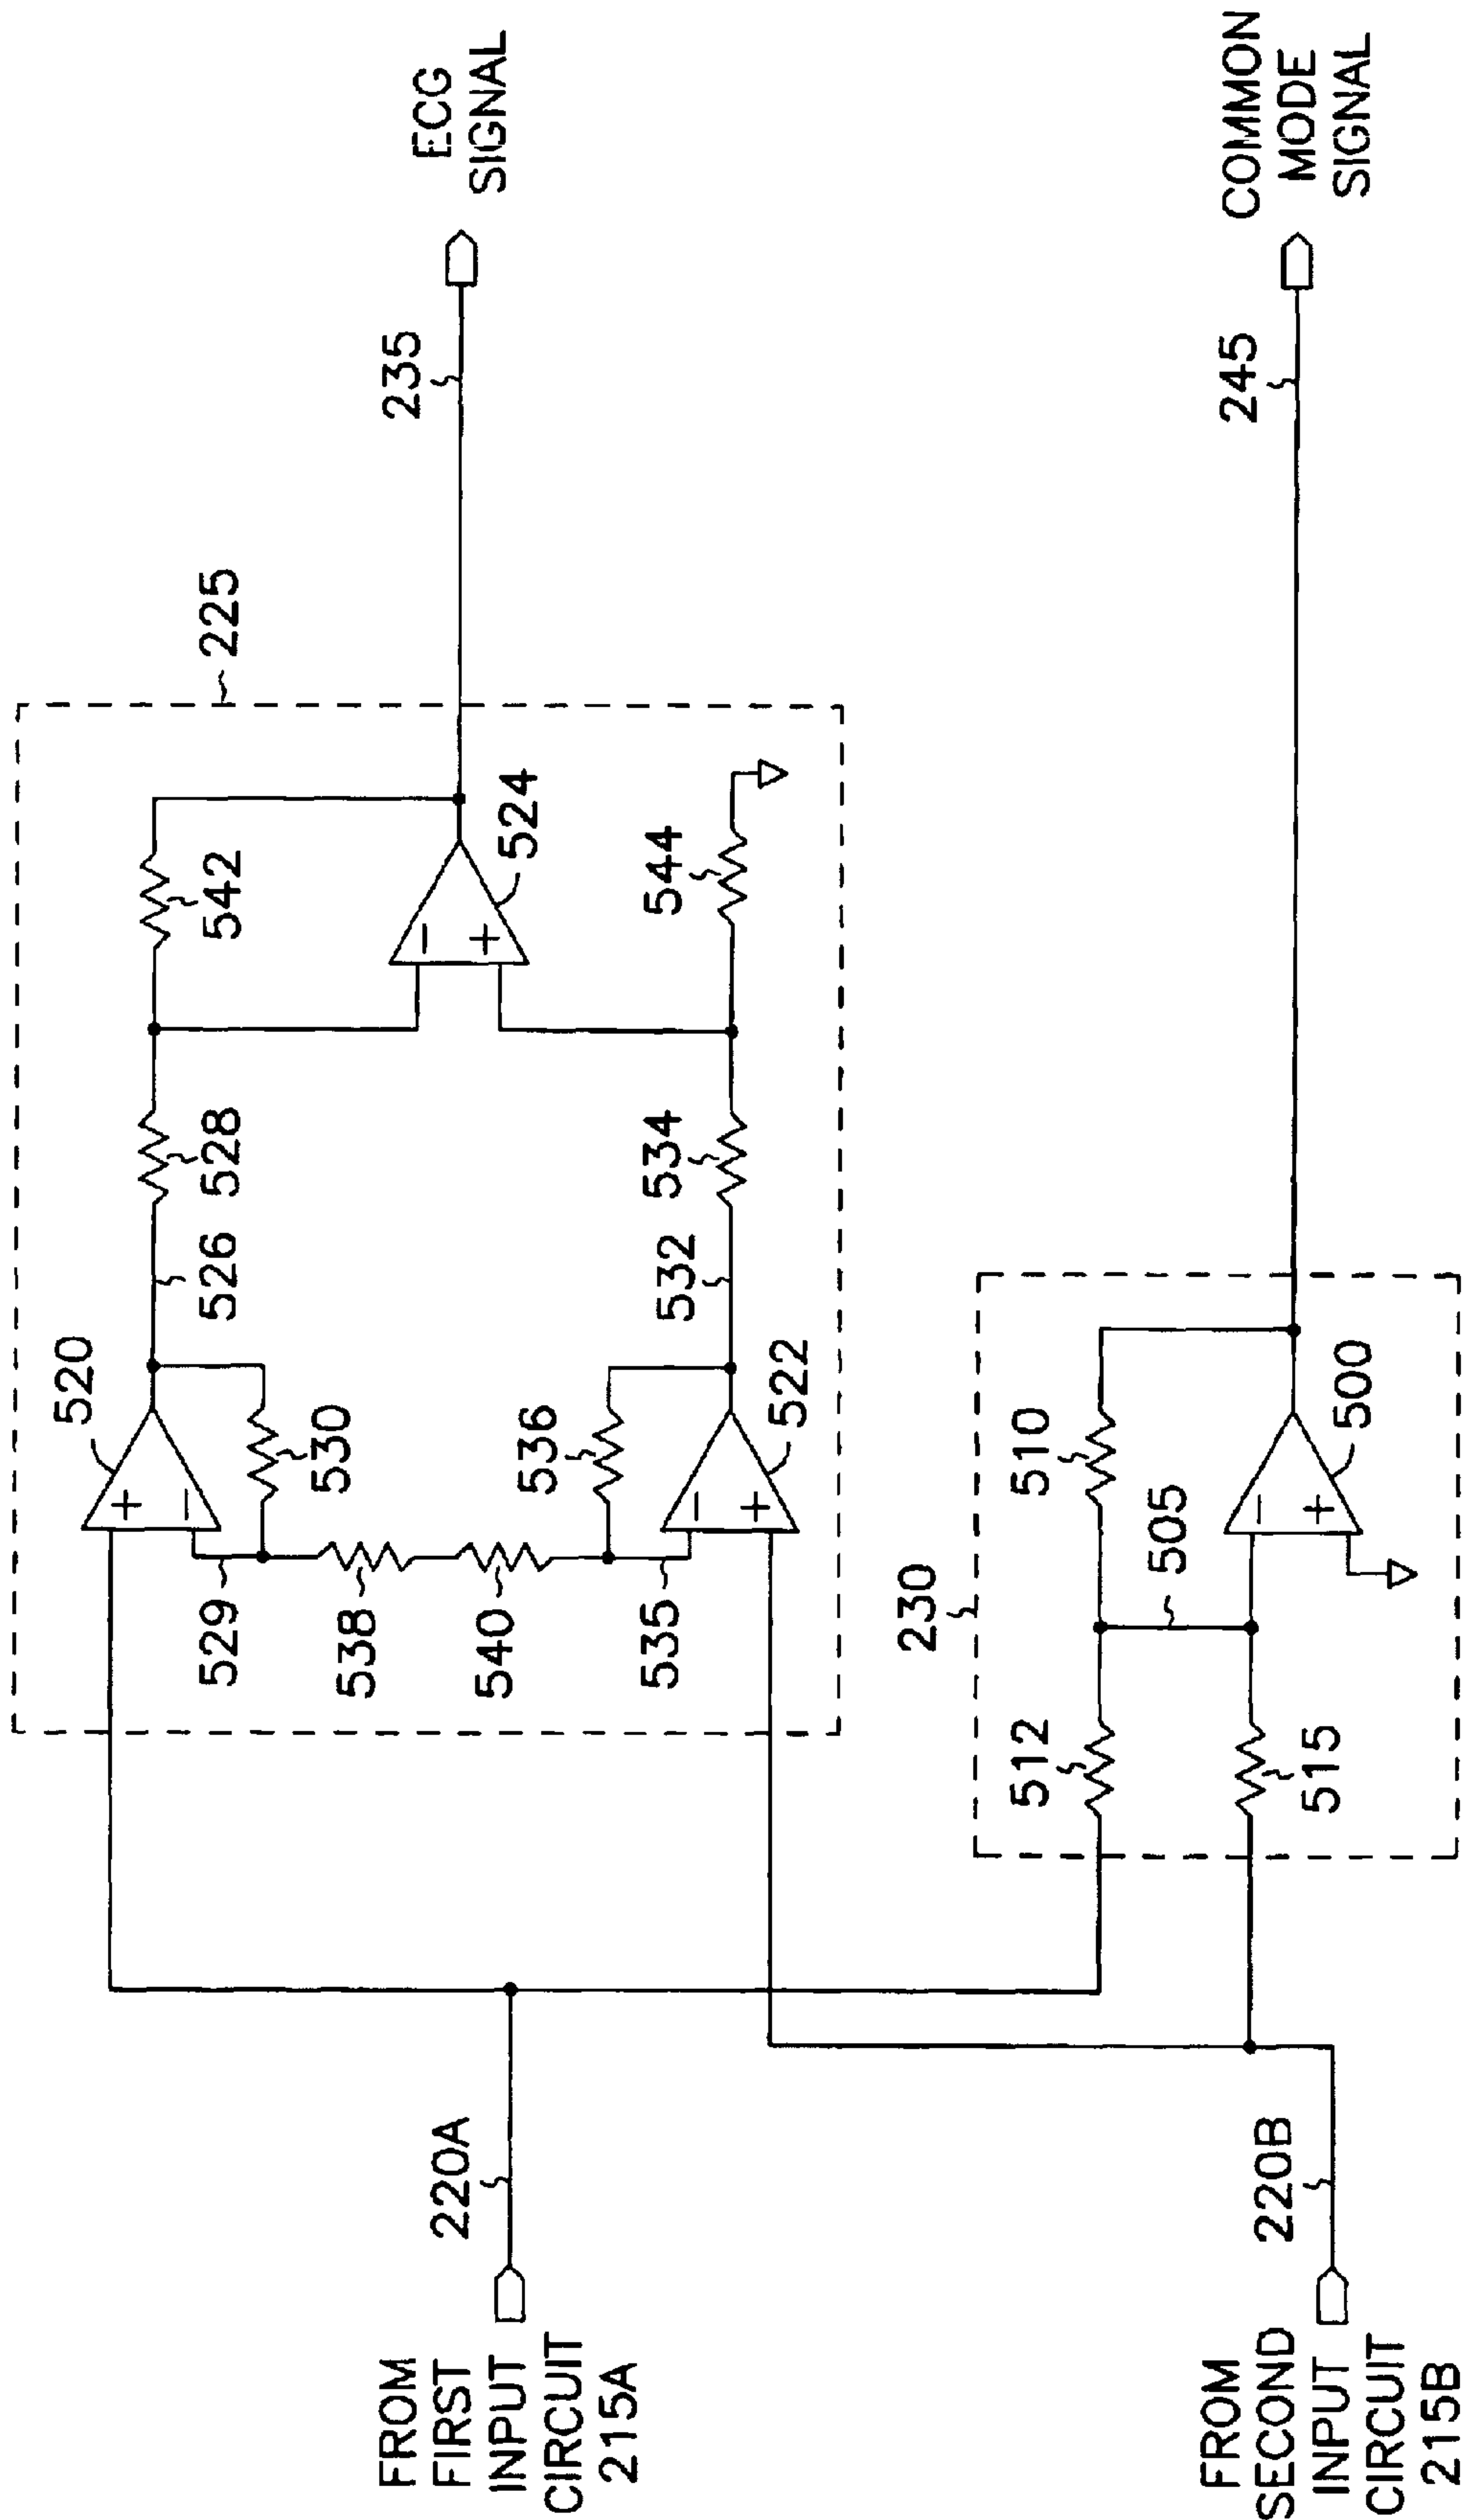 520
526
528
542
225
530
529
538
540
536
535
522
532
534
544
524
235
ECG
SIGNAL
220A
FROM
FIRST
INPUT
CIRCUIT
215A
230
512
510
505
515
500
245
COMMON
MODE
SIGNAL
220B
FROM
SECOND
INPUT
CIRCUIT
215B